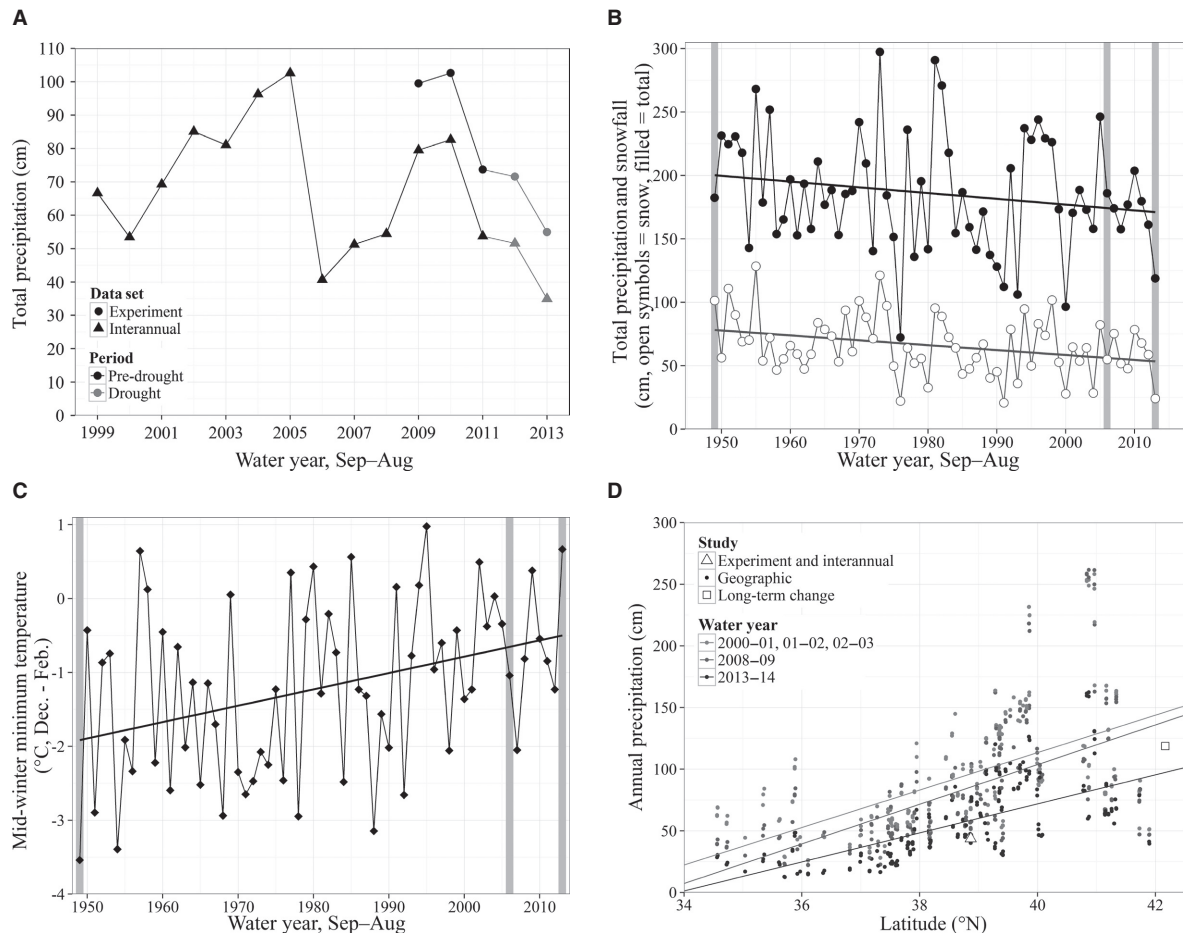 A
Total precipitation (cm)
110
100
90
80
70
60
50
40
30
20
10
0
Data set
Experiment
Interannual
Period
Pre-drought
Drought
1999
2001
2003
2005
2007
2009
2011
2013
Water year, Sep–Aug
B
Total precipitation and snowfall
(cm, open symbols = snow, filled = total)
300
250
200
150
100
50
0
1950
1960
1970
1980
1990
2000
2010
Water year, Sep–Aug
C
Mid-winter minimum temperature
(°C, Dec. - Feb.)
1
0
-1
-2
-3
-4
1950
1960
1970
1980
1990
2000
2010
Water year, Sep–Aug
D
Annual precipitation (cm)
300
250
200
150
100
50
0
Study
Experiment and interannual
Geographic
Long–term change
Water year
2000–01, 01–02, 02–03
2008–09
2013–14
34
36
38
40
42
Latitude (°N)